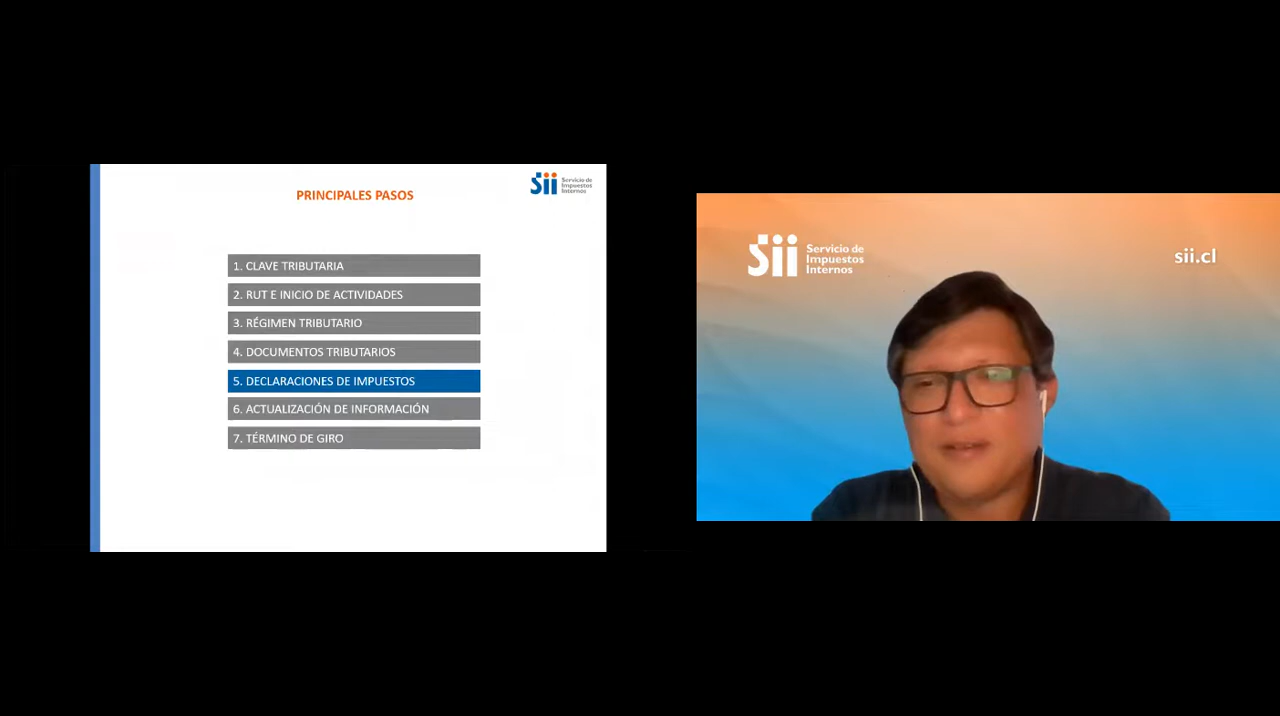 PRINCIPALES PASOS
Sii Servicio de
Impuestos
Internos
1. CLAVE TRIBUTARIA
2. RUT E INICIO DE ACTIVIDADES
3. RÉGIMEN TRIBUTARIO
4. DOCUMENTOS TRIBUTARIOS
5. DECLARACIONES DE IMPUESTOS
6. ACTUALIZACIÓN DE INFORMACIÓN
7. TÉRMINO DE GIRO
Sii Servicio de
Impuestos
Internos
sii.cl